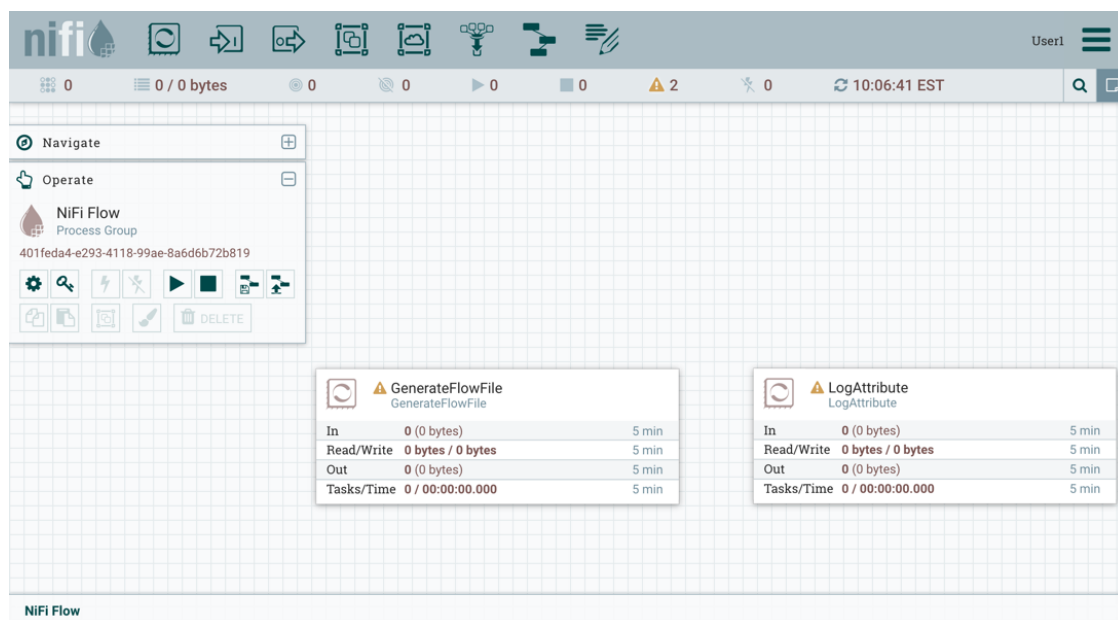 nifi
User1
0 0 / 0 bytes 0 0 0 0 2 0 10:06:41 EST
Navigate
Operate
NiFi Flow
Process Group
401feda4-e293-4118-99ae-8a6d6b72b819
DELETE
GenerateFlowFile
GenerateFlowFile
In 0 (0 bytes) 5 min
Read/Write 0 bytes / 0 bytes 5 min
Out 0 (0 bytes) 5 min
Tasks/Time 0 / 00:00:00.000 5 min
LogAttribute
LogAttribute
In 0 (0 bytes) 5 min
Read/Write 0 bytes / 0 bytes 5 min
Out 0 (0 bytes) 5 min
Tasks/Time 0 / 00:00:00.000 5 min
NiFi Flow